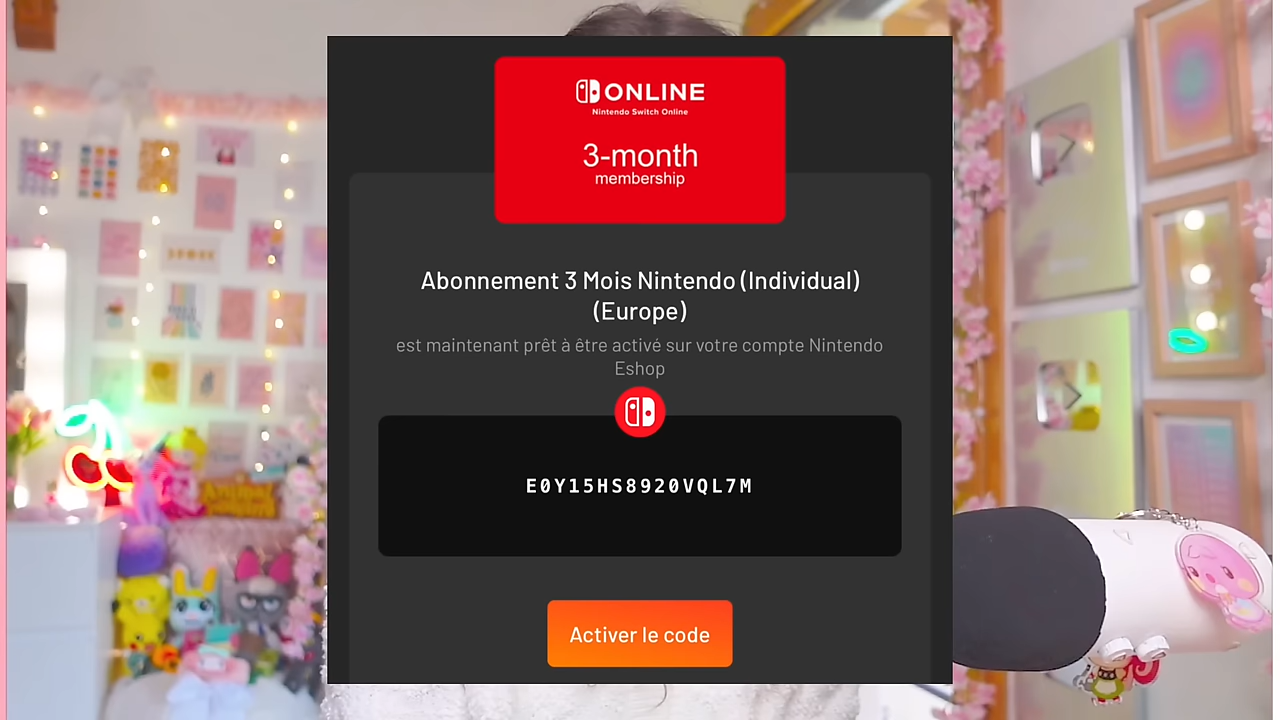 ONLINE
Nintendo Switch Online
3-month
membership
Abonnement 3 Mois Nintendo (Individual)
(Europe)
est maintenant prêt à être activé sur votre compte Nintendo
Eshop
E0Y15HS8920VQL7M
Activer le code